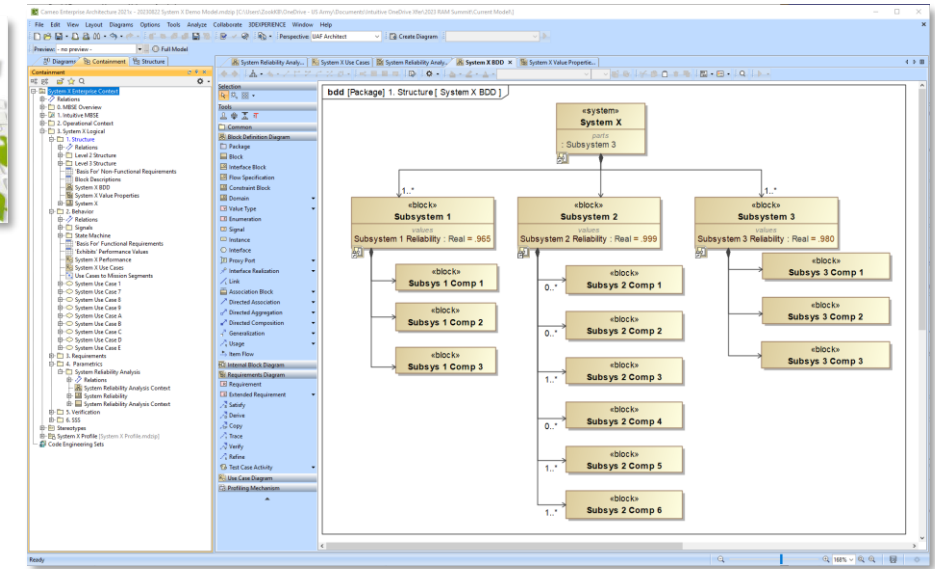 Cameo Enterprise Architecture 2021x - 20230822 System X Demo Model.mdzip
File Edit View Layout Diagrams Options Tools Analyze Collaborate 3DEXPERIENCE Window Help
Perspective: UAF Architect Create Diagram
Preview: - no preview - Full Model
Diagrams Containment Structure
System Reliability Analy... System X Use Cases System Reliability Analy... System X BDD System X Value Propertie...
Containment
System X Enterprise Context
Relations
0. MBSE Overview
1. Intuitive MBSE
2. Operational Context
3. System X Logical
1. Structure
Relations
Level 2 Structure
Level 3 Structure
'Basis For' Non-Functional Requirements
Block Descriptions
System X BDD
System X Value Properties
System X
2. Behavior
Relations
Signals
State Machine
'Basis For' Functional Requirements
'Exhibits' Performance Values
System X Performance
System X Use Cases
Use Cases to Mission Segments
System Use Case 1
System Use Case 7
System Use Case 8
System Use Case 9
System Use Case A
System Use Case B
System Use Case C
System Use Case D
System Use Case E
3. Requirements
4. Parametrics
System Reliability Analysis
Relations
System Reliability Analysis Context
System Reliability
System Reliability Analysis Context
5. Verification
6. SSS
Stereotypes
System X Profile [System X Profile.mdzip]
Code Engineering Sets
Selection
Tools
Common
Block Definition Diagram
Package
Block
Interface Block
Flow Specification
Constraint Block
Domain
Value Type
Enumeration
Signal
Instance
Interface
Proxy Port
Interface Realization
Link
Association Block
Directed Association
Directed Aggregation
Directed Composition
Generalization
Usage
Item Flow
Internal Block Diagram
Requirements Diagram
Requirement
Extended Requirement
Satisfy
Derive
Copy
Trace
Verify
Refine
Test Case Activity
Use Case Diagram
Profiling Mechanism
bdd [Package] 1. Structure [ System X BDD ]
«system»
System X
parts
: Subsystem 3
1..* 1..*
«block»
Subsystem 1
values
Subsystem 1 Reliability : Real = .965
«block»
Subsys 1 Comp 1
«block»
Subsys 1 Comp 2
«block»
Subsys 1 Comp 3
«block»
Subsystem 2
values
Subsystem 2 Reliability : Real = .999
«block»
Subsys 2 Comp 1
0..*
«block»
Subsys 2 Comp 2
0..*
«block»
Subsys 2 Comp 3
1..*
«block»
Subsys 2 Comp 4
0..*
«block»
Subsys 2 Comp 5
1..*
«block»
Subsys 2 Comp 6
1..*
«block»
Subsystem 3
values
Subsystem 3 Reliability : Real = .980
«block»
Subsys 3 Comp 1
«block»
Subsys 3 Comp 2
«block»
Subsys 3 Comp 3
Ready
168%